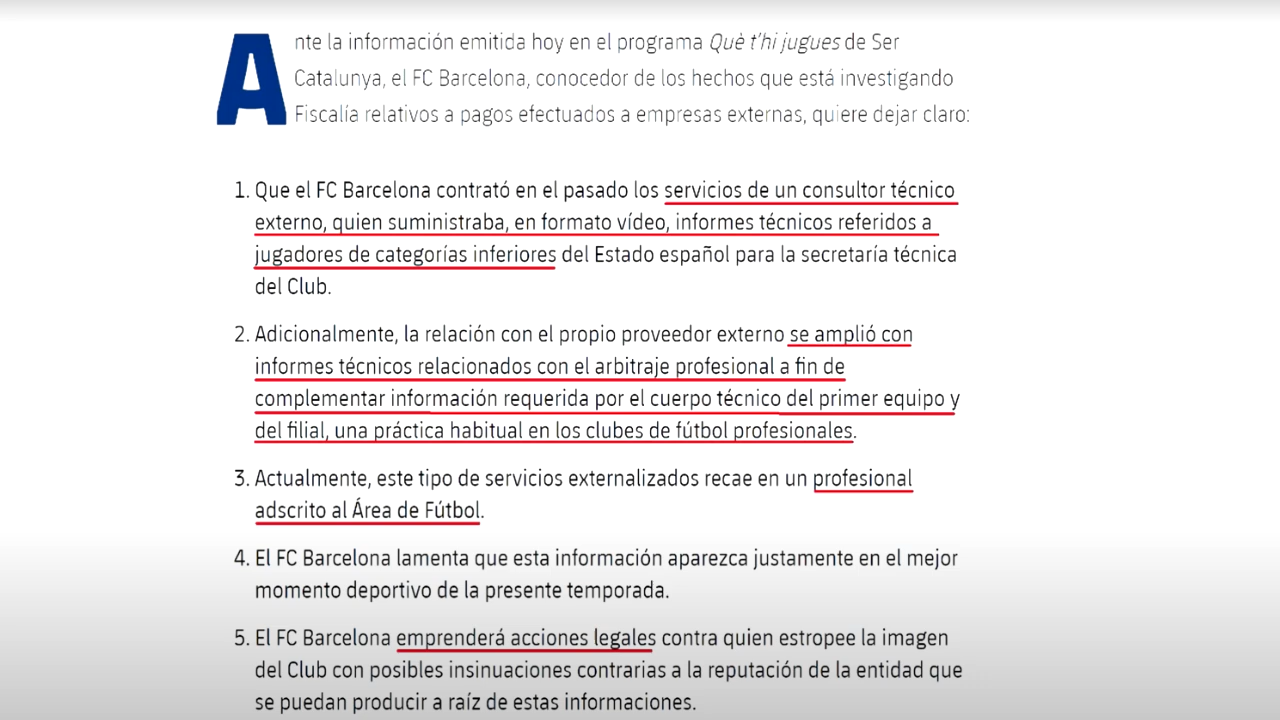 Ante la información emitida hoy en el programa Què t'hi jugues de Ser
Catalunya, el FC Barcelona, conocedor de los hechos que está investigando
Fiscalía relativos a pagos efectuados a empresas externas, quiere dejar claro:
1. Que el FC Barcelona contrató en el pasado los servicios de un consultor técnico
externo, quien suministraba, en formato vídeo, informes técnicos referidos a
jugadores de categorías inferiores del Estado español para la secretaría técnica
del Club.
2. Adicionalmente, la relación con el propio proveedor externo se amplió con
informes técnicos relacionados con el arbitraje profesional a fin de
complementar información requerida por el cuerpo técnico del primer equipo y
del filial, una práctica habitual en los clubes de fútbol profesionales.
3. Actualmente, este tipo de servicios externalizados recae en un profesional
adscrito al Área de Fútbol.
4. El FC Barcelona lamenta que esta información aparezca justamente en el mejor
momento deportivo de la presente temporada.
5. El FC Barcelona emprenderá acciones legales contra quien estropee la imagen
del Club con posibles insinuaciones contrarias a la reputación de la entidad que
se puedan producir a raíz de estas informaciones.